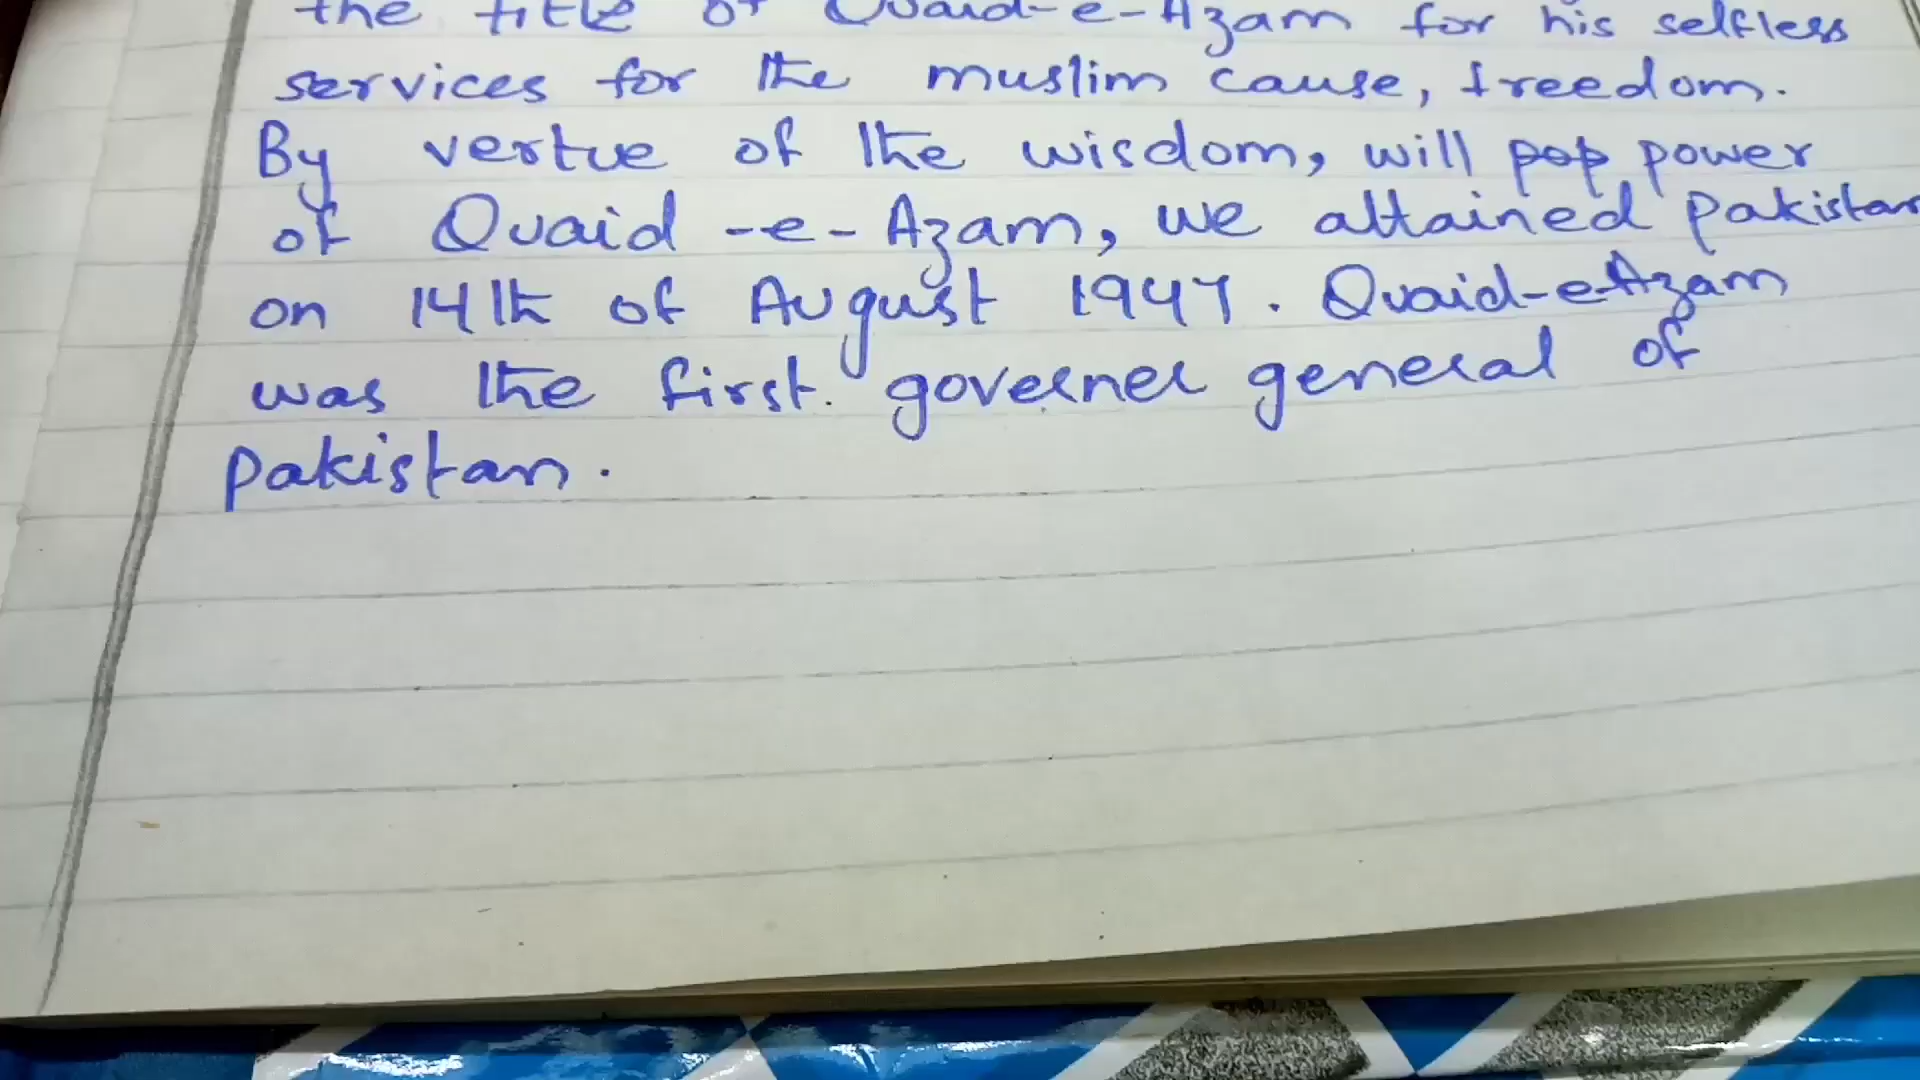 the title of Quaid-e-Azam for his selfless
services for the muslim cause, freedom.
By vertue of the wisdom, will pop power
of Quaid -e- Azam, we attained pakistan
on 14th of August 1947. Quaid-e-Azam
was the first. governer general of
pakistan.